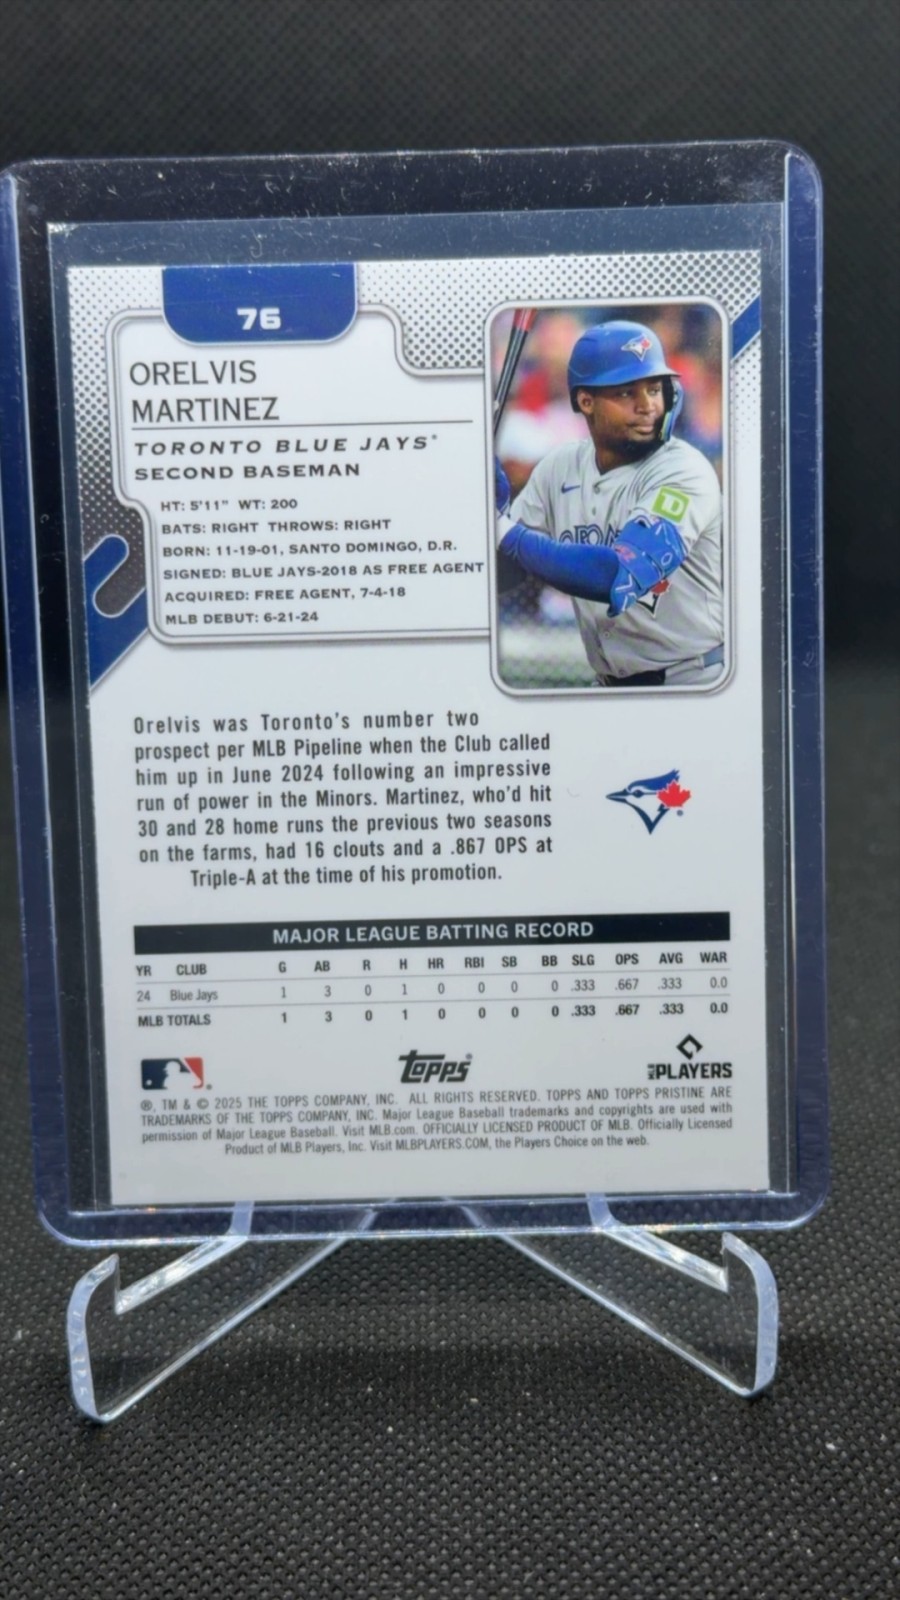 76
ORELVIS
MARTINEZ
TORONTO BLUE JAYS®
SECOND BASEMAN
HT: 5'11" WT: 200
BATS: RIGHT THROWS: RIGHT
BORN: 11-19-01, SANTO DOMINGO, D.R.
SIGNED: BLUE JAYS-2018 AS FREE AGENT
ACQUIRED: FREE AGENT, 7-4-18
MLB DEBUT: 6-21-24
TD
Orelvis was Toronto's number two
prospect per MLB Pipeline when the Club called
him up in June 2024 following an impressive
run of power in the Minors. Martinez, who'd hit
30 and 28 home runs the previous two seasons
on the farms, had 16 clouts and a .867 OPS at
Triple-A at the time of his promotion.
MAJOR LEAGUE BATTING RECORD
YR CLUB G AB R H HR RBI SB BB SLG OPS AVG WAR
24 Blue Jays 1 3 0 1 0 0 0 0 .333 .667 .333 0.0
MLB TOTALS 1 3 0 1 0 0 0 0 .333 .667 .333 0.0
Topps®
MLB PLAYERS
®, TM & © 2025 THE TOPPS COMPANY, INC. ALL RIGHTS RESERVED. TOPPS AND TOPPS PRISTINE ARE
TRADEMARKS OF THE TOPPS COMPANY, INC. Major League Baseball trademarks and copyrights are used with
permission of Major League Baseball. Visit MLB.com. OFFICIALLY LICENSED PRODUCT OF MLB. Officially Licensed
Product of MLB Players, Inc. Visit MLBPLAYERS.COM, the Players Choice on the web.